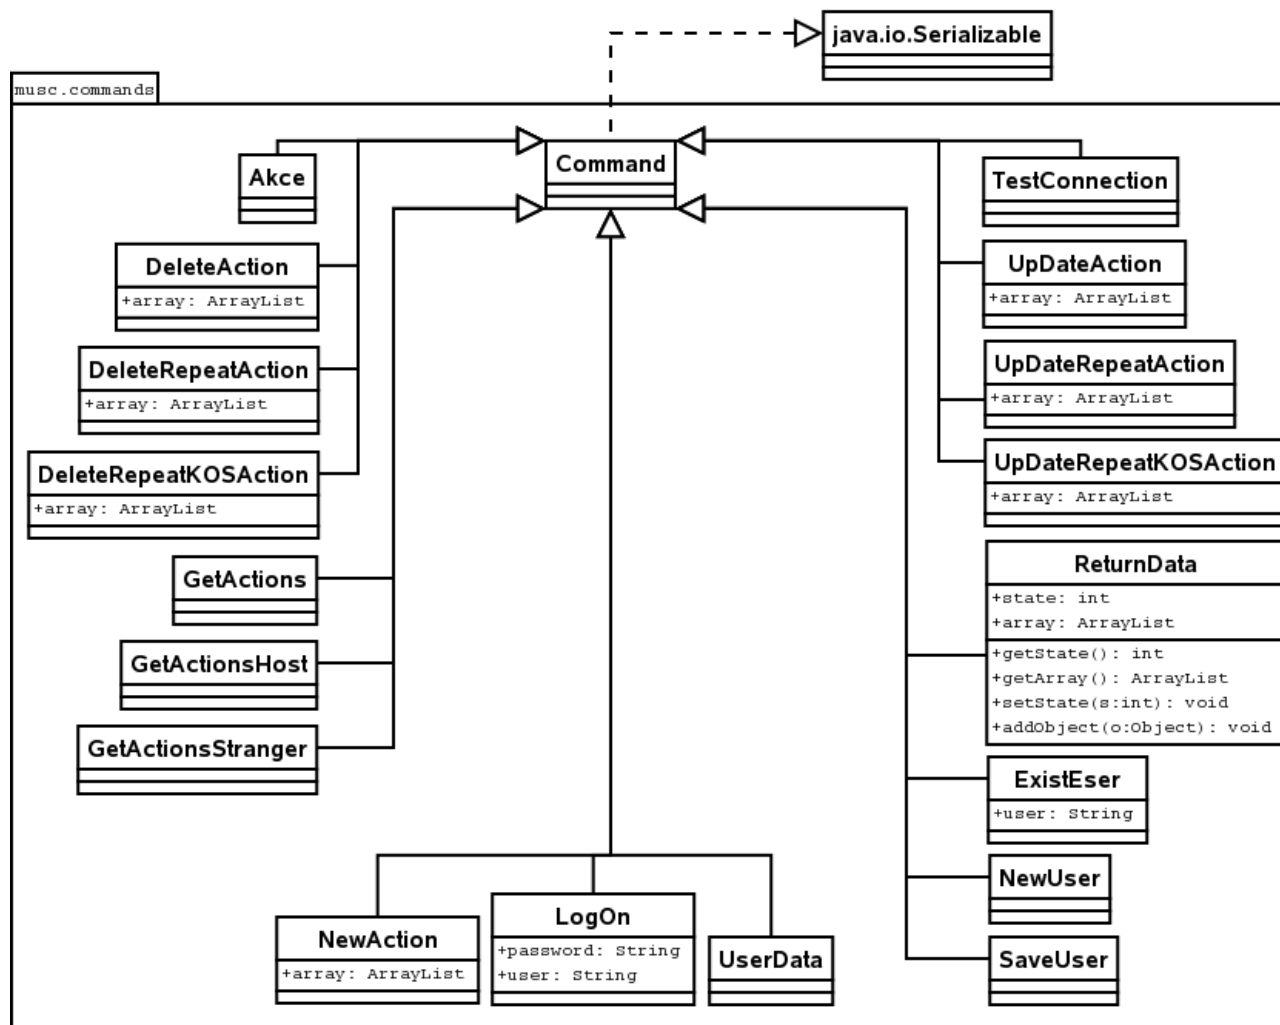 java.io.Serializable
musc.commands
Command
Akce
DeleteAction
+array: ArrayList
DeleteRepeatAction
+array: ArrayList
DeleteRepeatKOSAction
+array: ArrayList
GetActions
GetActionsHost
GetActionsStranger
NewAction
+array: ArrayList
LogOn
+password: String
+user: String
UserData
TestConnection
UpDateAction
+array: ArrayList
UpDateRepeatAction
+array: ArrayList
UpDateRepeatKOSAction
+array: ArrayList
ReturnData
+state: int
+array: ArrayList
+getState(): int
+getArray(): ArrayList
+setState(s:int): void
+addObject(o:Object): void
ExistEser
+user: String
NewUser
SaveUser